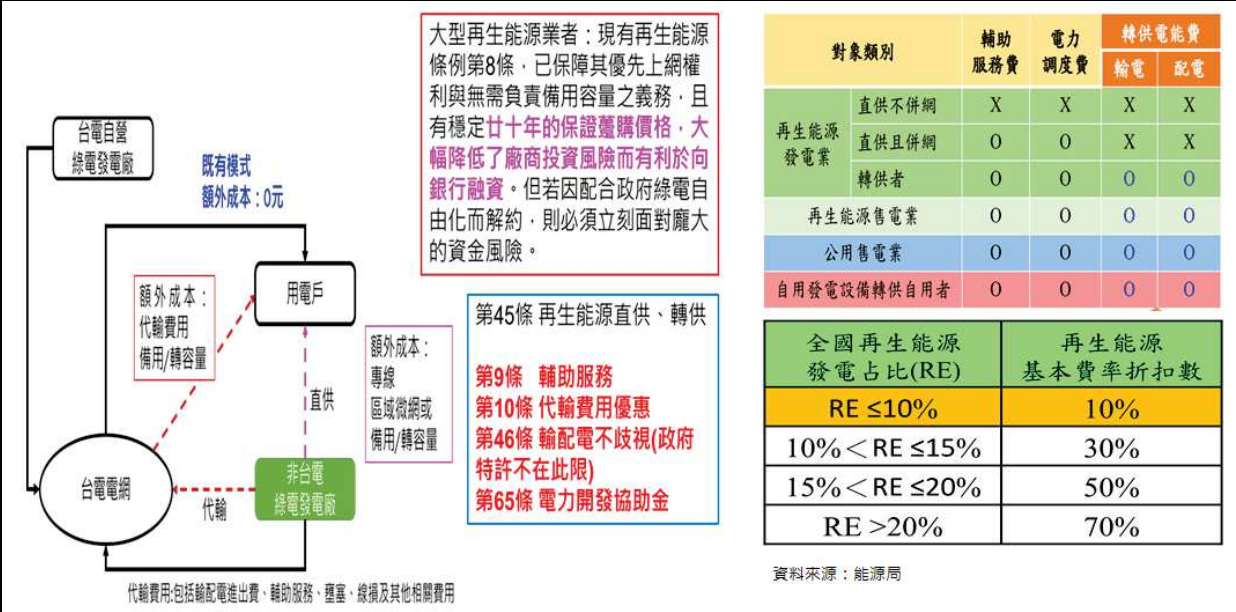 台電自營
綠電發電廠
既有模式
額外成本：0元
額外成本：
代輸費用
備用/轉容量
用電戶
直供
額外成本：
專線
區域微網或
備用/轉容量
台電電網
代輸
非台電
綠電發電廠
代輸費用:包括輸配電進出費、輔助服務、壅塞、線損及其他相關費用
大型再生能源業者：現有再生能源
條例第8條，已保障其優先上網權
利與無需負責備用容量之義務，且
有穩定廿十年的保證躉購價格，大
幅降低了廠商投資風險而有利於向
銀行融資。但若因配合政府綠電自
由化而解約，則必須立刻面對龐大
的資金風險。
第45條 再生能源直供、轉供
第9條 輔助服務
第10條 代輸費用優惠
第46條 輸配電不歧視(政府
特許不在此限)
第65條 電力開發協助金
對象類別 輔助服務費 電力調度費 轉供電能費
輸電 配電
再生能源發電業 直供不併網 X X X X
直供且併網 O O X X
轉供者 O O O O
再生能源售電業 O O O O
公用售電業 O O O O
自用發電設備轉供自用者 O O O O
全國再生能源 再生能源
發電占比(RE) 基本費率折扣數
RE ≤10% 10%
10%＜RE ≤15% 30%
15%＜RE ≤20% 50%
RE >20% 70%
資料來源：能源局